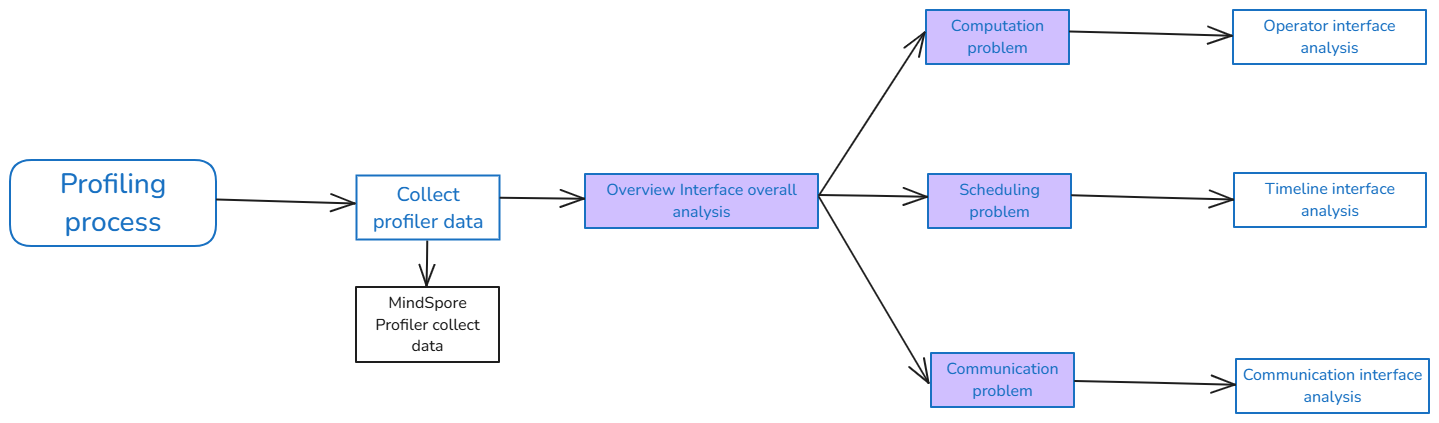 Profiling
process
Collect
profiler data
MindSpore
Profiler collect
data
Overview Interface overall
analysis
Computation
problem
Operator interface
analysis
Scheduling
problem
Timeline interface
analysis
Communication
problem
Communication interface
analysis